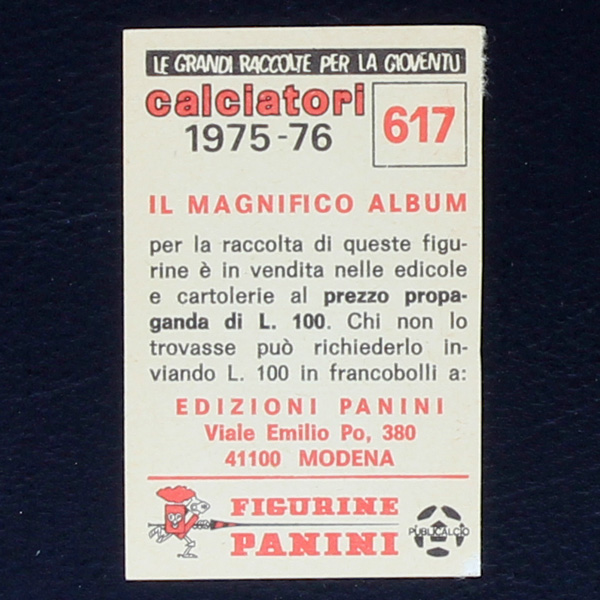 LE GRANDI RACCOLTE PER LA GIOVENTÙ
calciatori
1975-76
617
IL MAGNIFICO ALBUM
per la raccolta di queste figu-
rine è in vendita nelle edicole
e cartolerie al prezzo propa-
ganda di L. 100. Chi non lo
trovasse può richiederlo in-
viando L. 100 in francobolli a:
EDIZIONI PANINI
Viale Emilio Po, 380
41100 MODENA
FIGURINE
PANINI
PUBLICALCIO